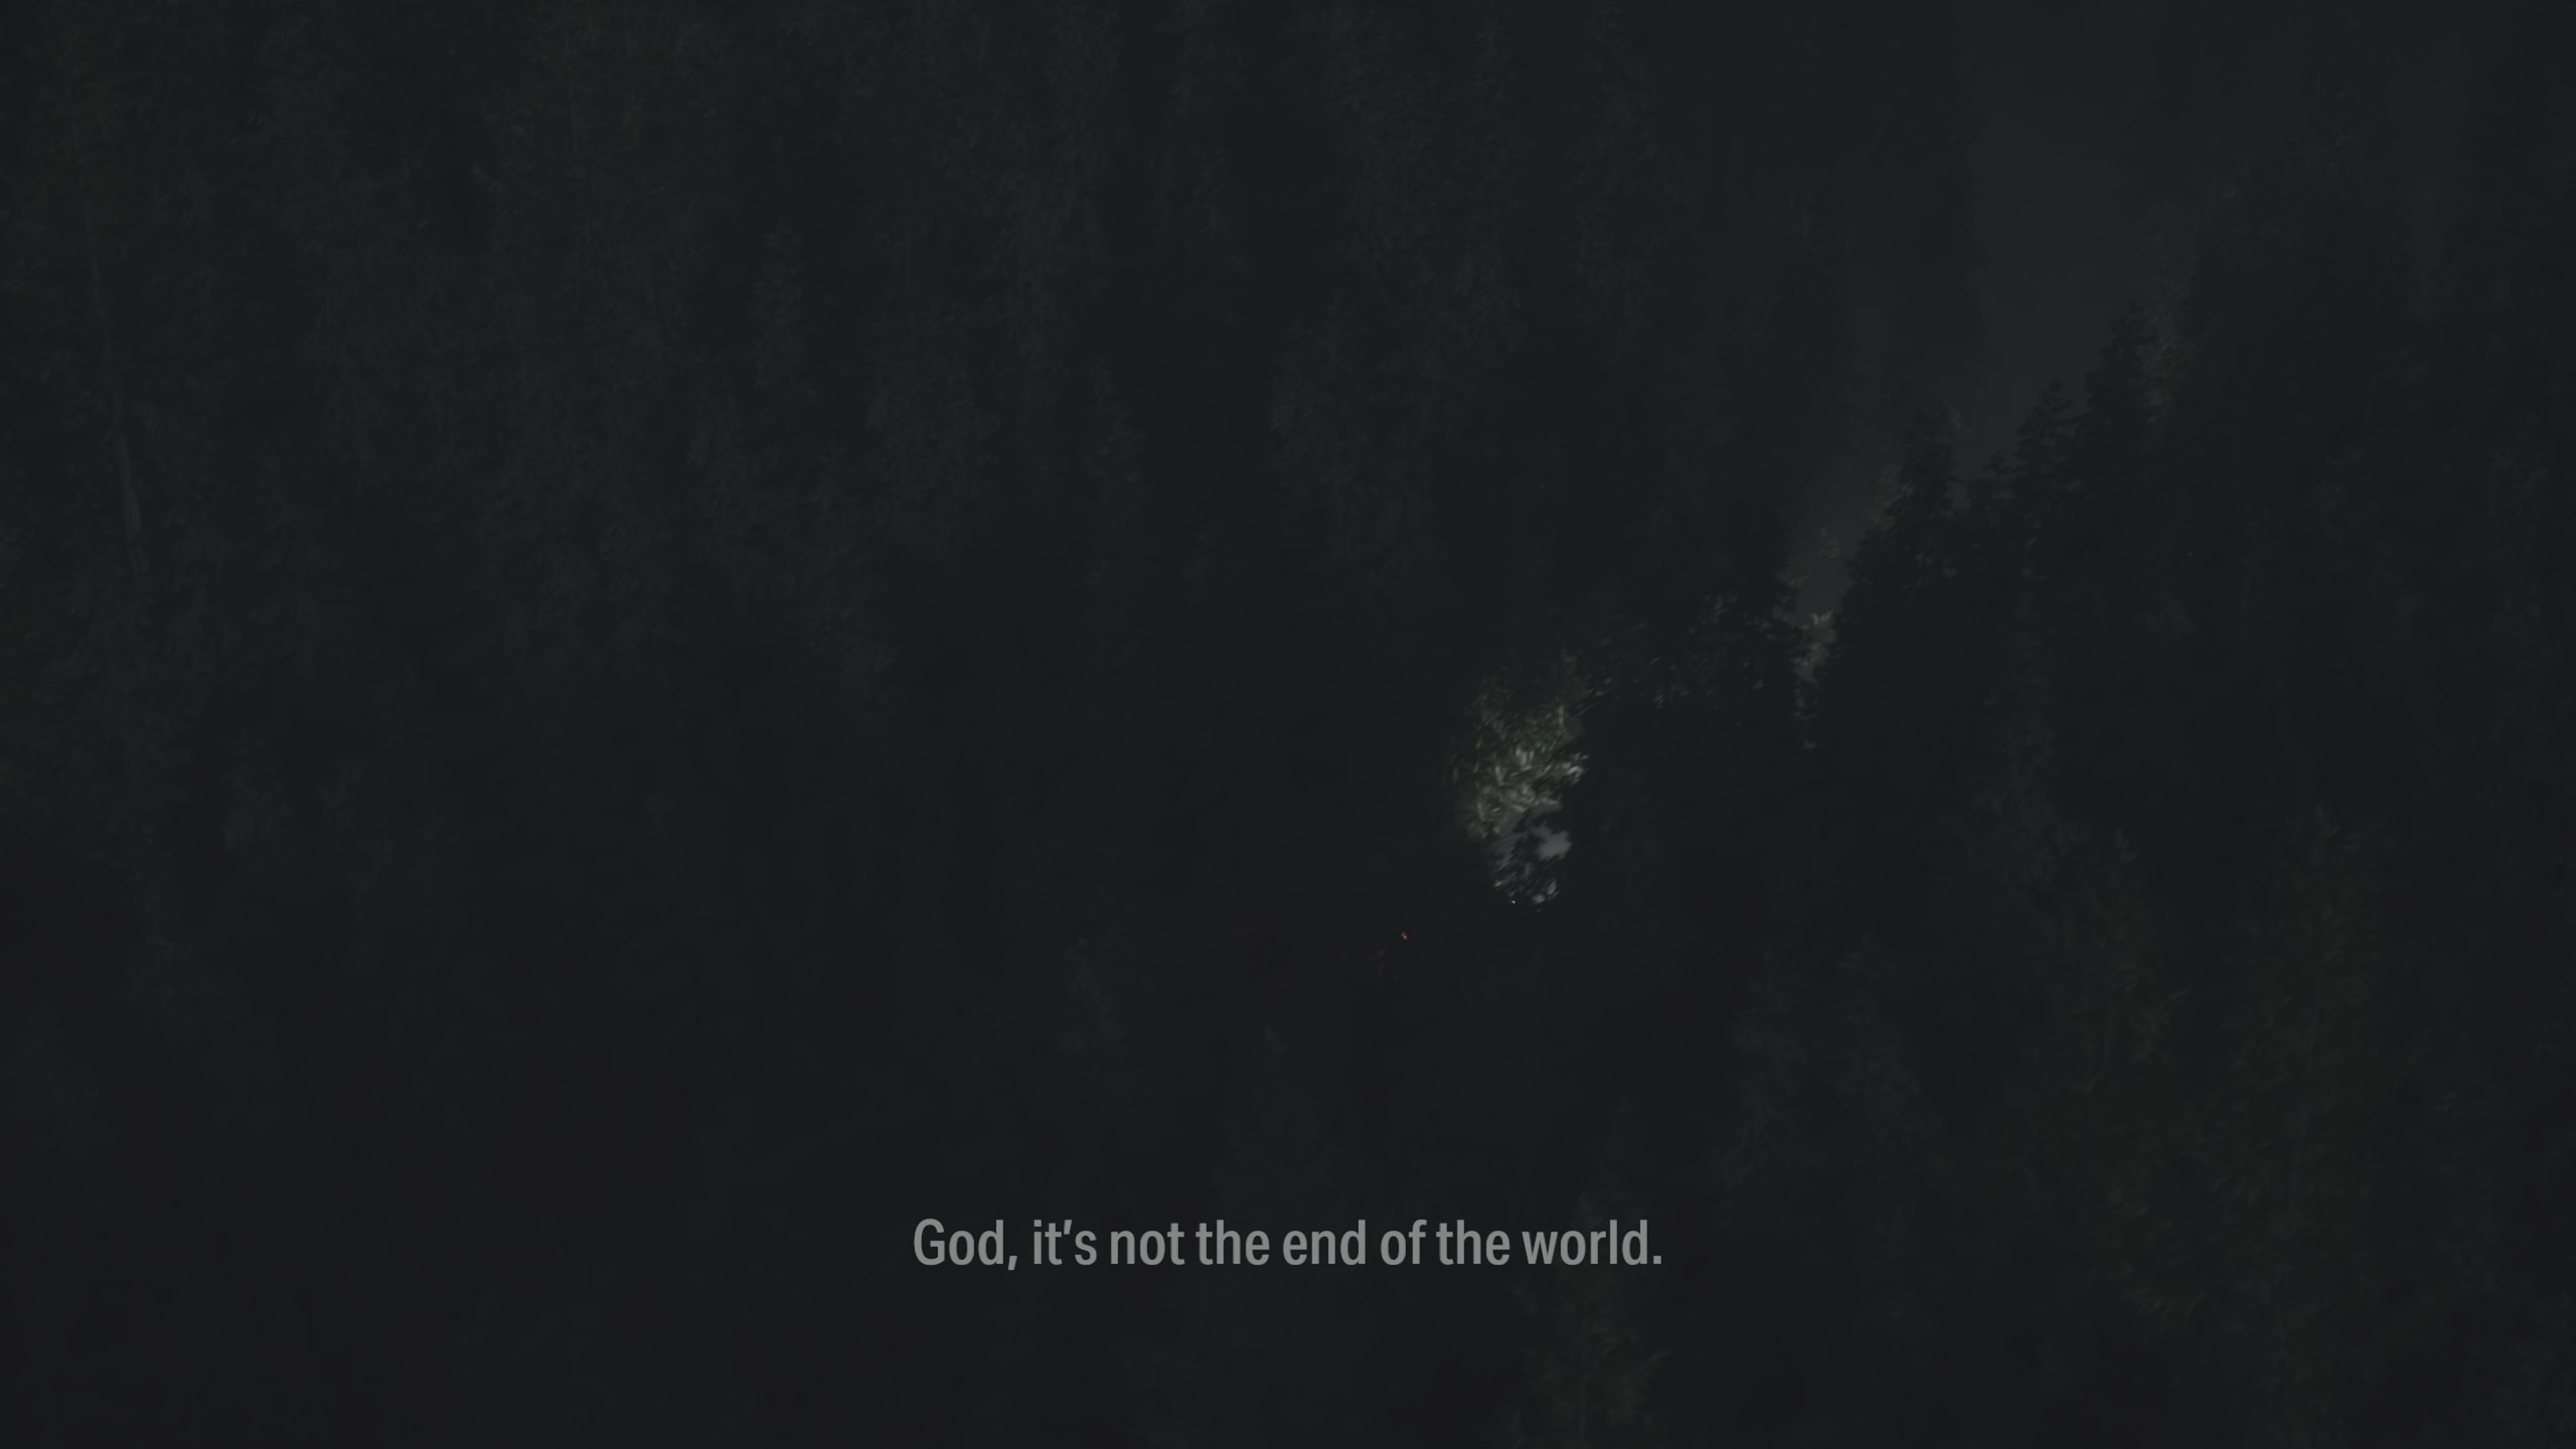 God, it’s not the end of the world.